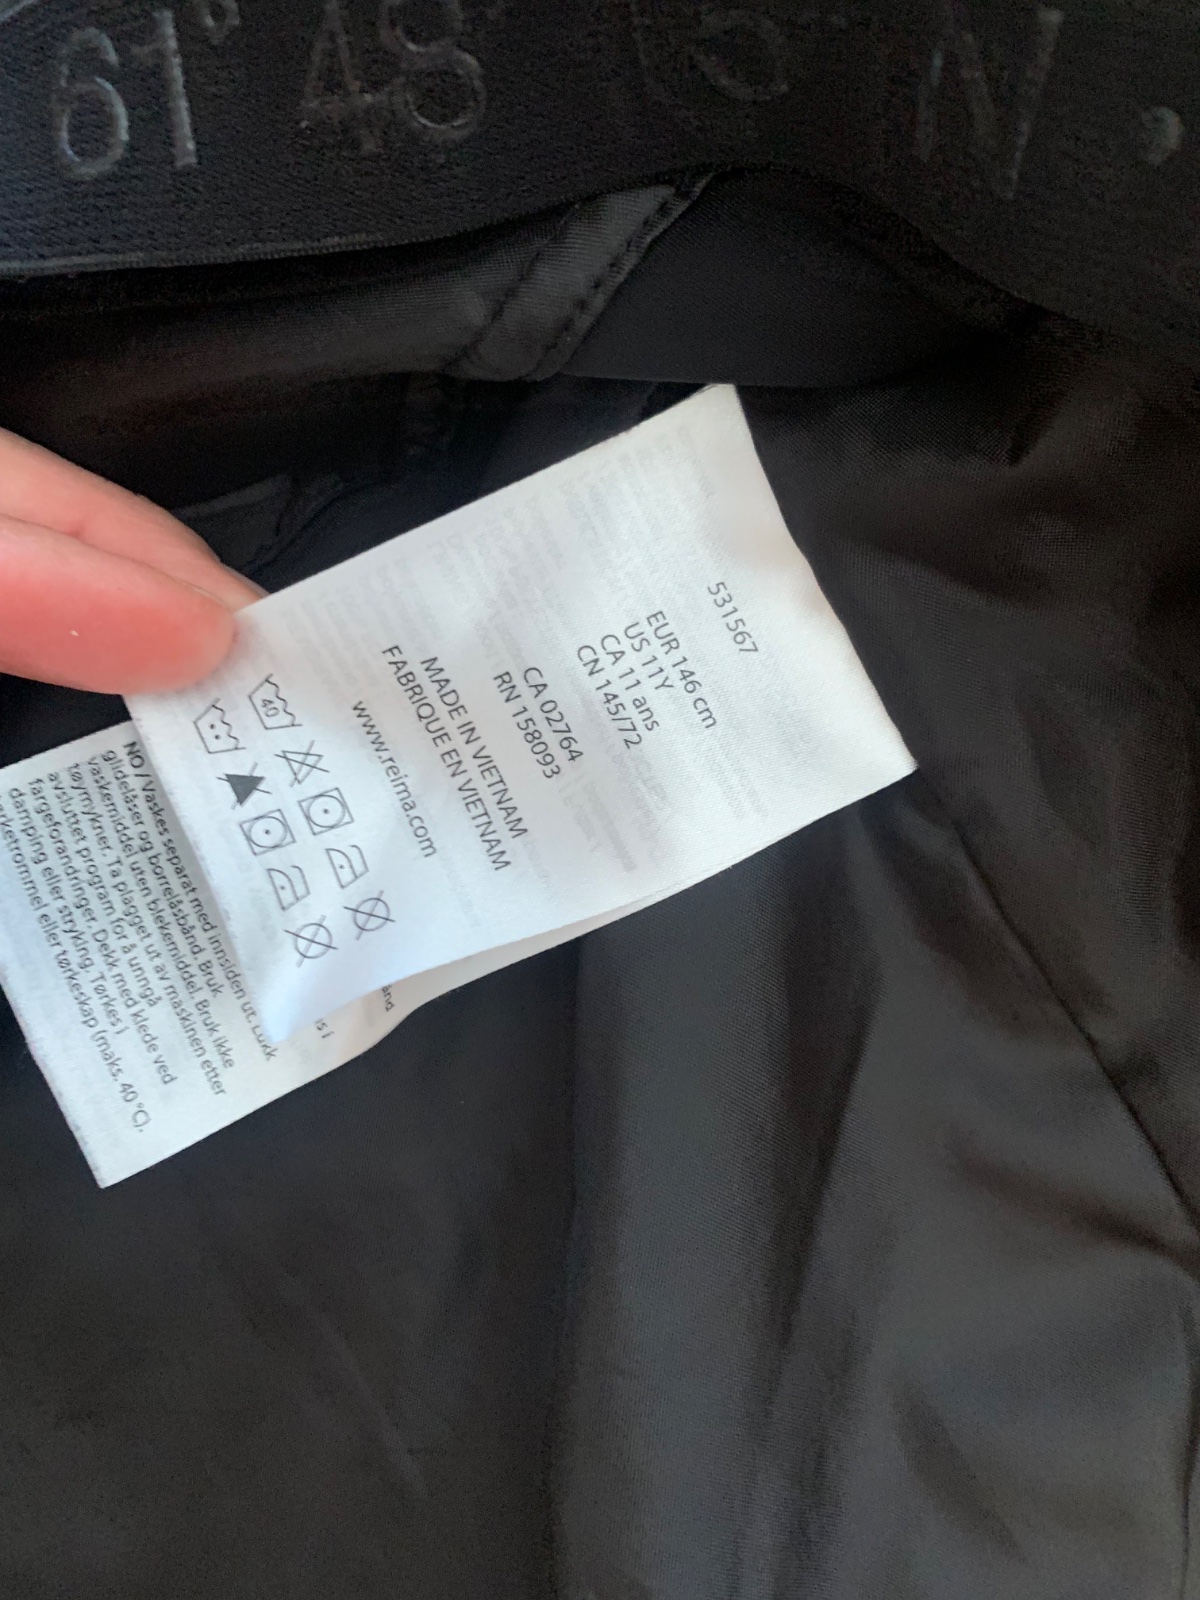 61° 48' N
531567
EUR 146 cm
US 11Y
CA 11 ans
CN 145/72
CA 02764
RN 158093
MADE IN VIETNAM
FABRIQUE EN VIETNAM
www.reima.com
40
NO / Vaskes separat med innsiden ut. Lukk
glidelåser og borrelåsbånd. Bruk
vaskemiddel uten blekemiddel. Bruk ikke
tøymykner. Ta plagget ut av maskinen etter
avsluttet program for å unngå
fargeforandringer. Dekk med klede ved
damping eller stryking. Tørkes i
tørketrommel eller tørkeskap (maks. 40 °C).